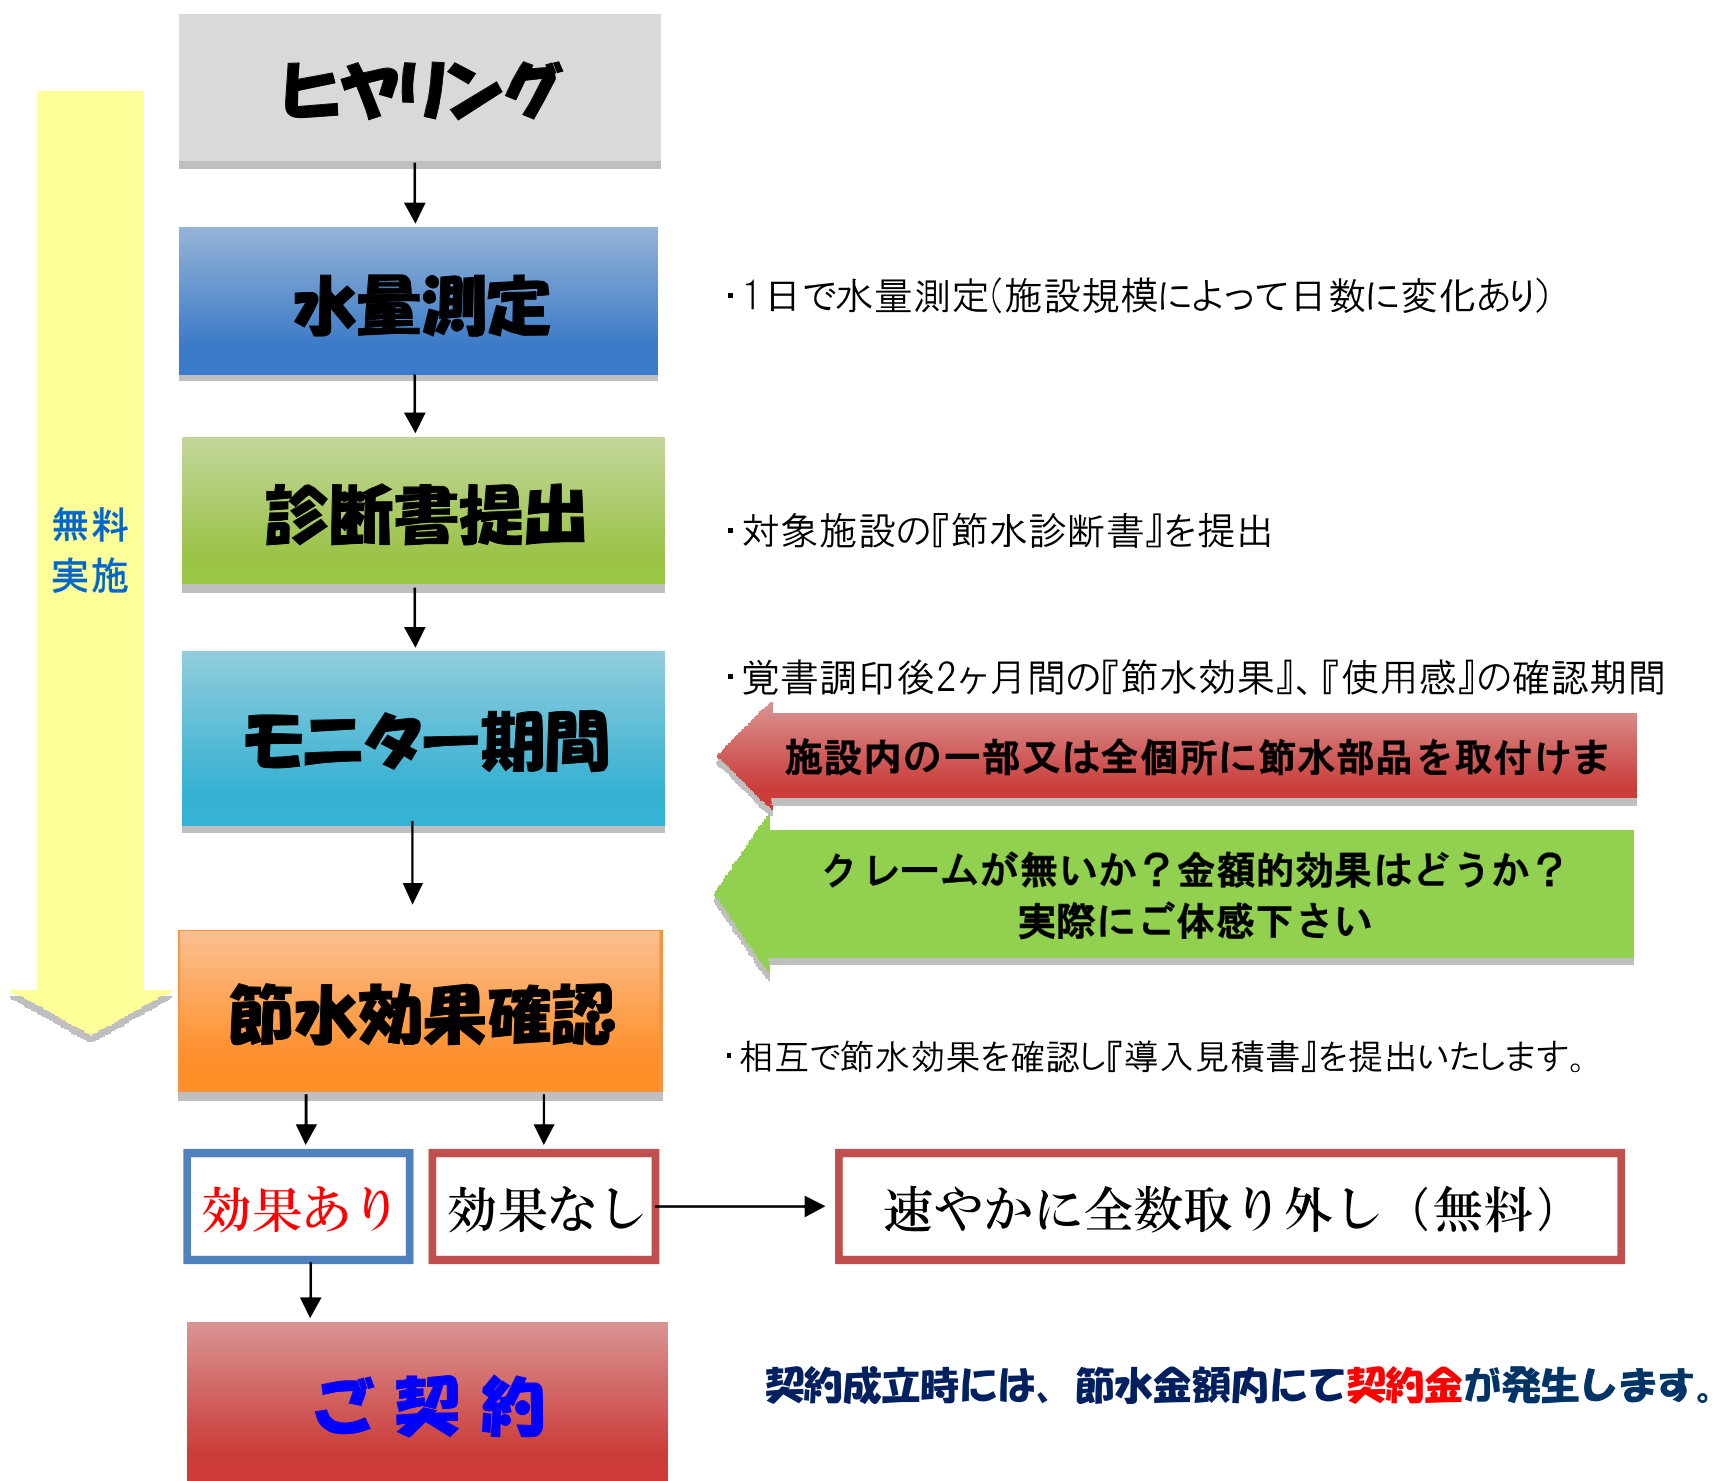 ヒヤリング
水量測定
・1日で水量測定(施設規模によって日数に変化あり)
診断書提出
・対象施設の『節水診断書』を提出
無料
実施
モニター期間
・覚書調印後2ヶ月間の『節水効果』、『使用感』の確認期間
施設内の一部又は全個所に節水部品を取付けま
クレームが無いか？金額的効果はどうか？
実際にご体感下さい
節水効果確認
・相互で節水効果を確認し『導入見積書』を提出いたします。
効果あり
効果なし
速やかに全数取り外し（無料）
ご契約
契約成立時には、節水金額内にて契約金が発生します。